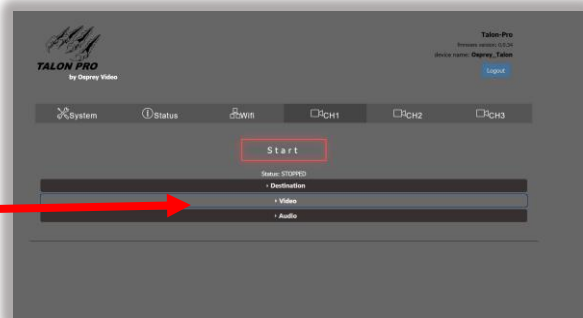 TALON PRO
by Osprey Video
Talon-Pro
firmware version: 0.9.34
device name: Osprey_Talon
Logout
System Status Wifi CH1 CH2 CH3
Start
Status: STOPPED
› Destination
› Video
› Audio